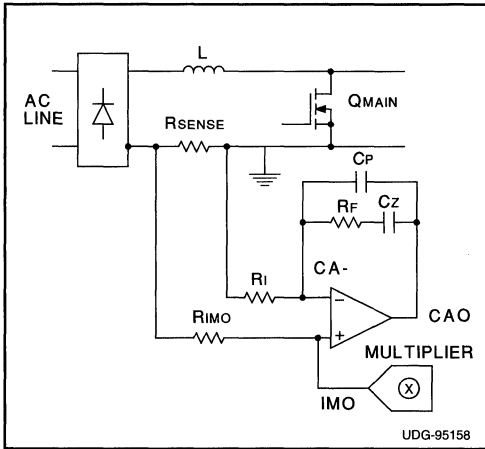 L
AC
LINE
QMAIN
RSENSE
CP
RF
CZ
CA-
RI
−
CAO
RIMO
+
MULTIPLIER
X
IMO
UDG-95158